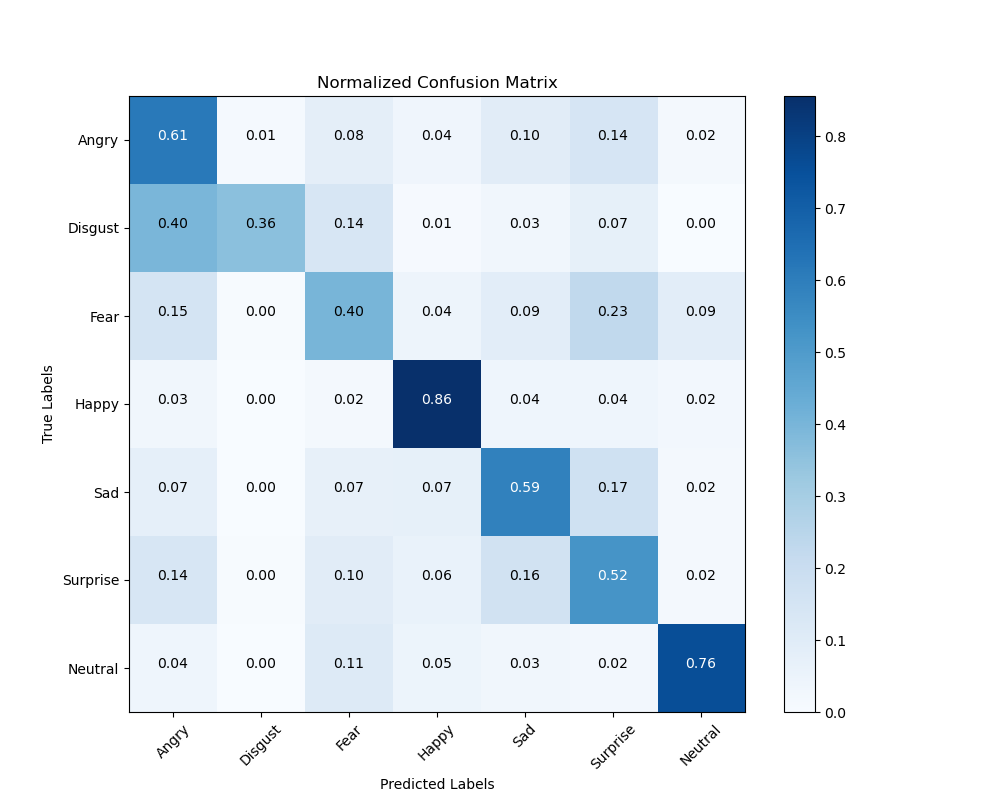 Normalized Confusion Matrix
Angry 0.61 0.01 0.08 0.04 0.10 0.14 0.02
Disgust 0.40 0.36 0.14 0.01 0.03 0.07 0.00
Fear 0.15 0.00 0.40 0.04 0.09 0.23 0.09
Happy 0.03 0.00 0.02 0.86 0.04 0.04 0.02
Sad 0.07 0.00 0.07 0.07 0.59 0.17 0.02
Surprise 0.14 0.00 0.10 0.06 0.16 0.52 0.02
Neutral 0.04 0.00 0.11 0.05 0.03 0.02 0.76
True Labels
Angry Disgust Fear Happy Sad Surprise Neutral
Predicted Labels
0.8
0.7
0.6
0.5
0.4
0.3
0.2
0.1
0.0